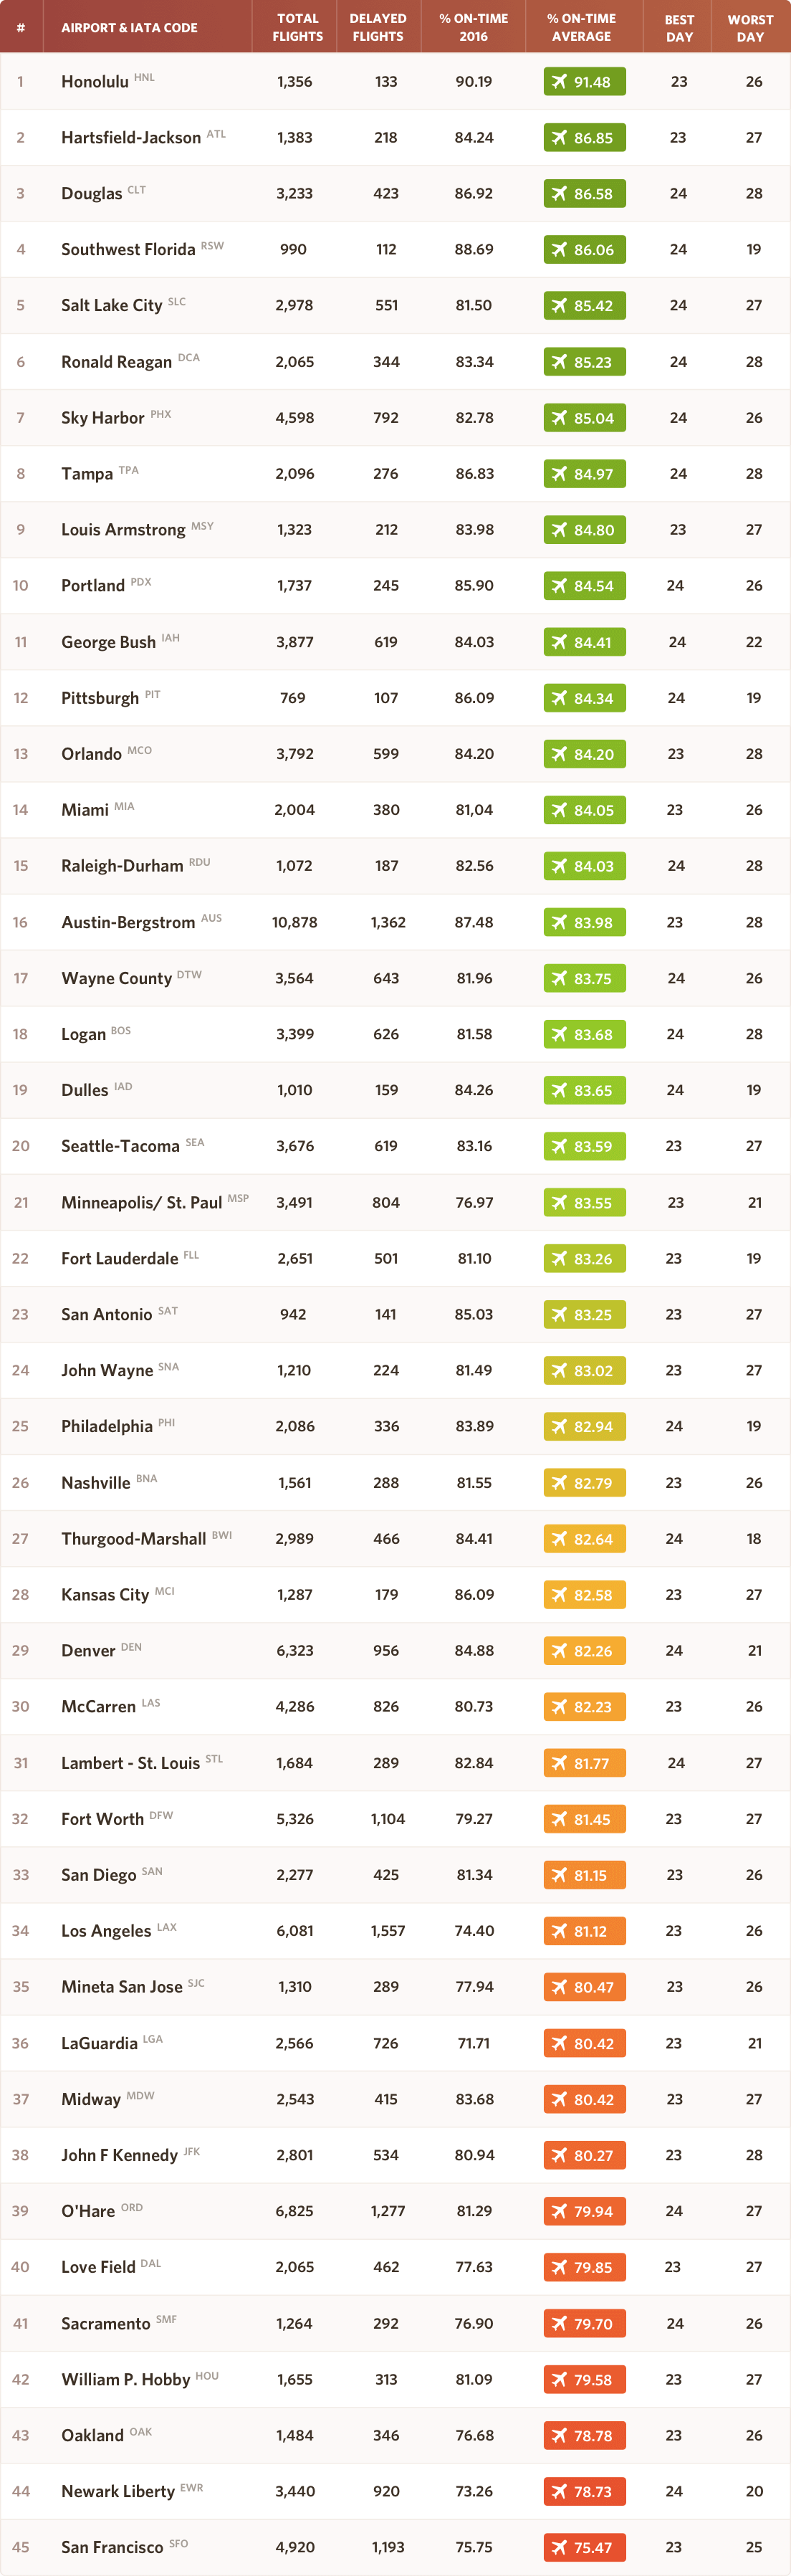 # AIRPORT & IATA CODE TOTAL FLIGHTS DELAYED FLIGHTS % ON-TIME 2016 % ON-TIME AVERAGE BEST DAY WORST DAY
1 Honolulu HNL 1,356 133 90.19 91.48 23 26
2 Hartsfield-Jackson ATL 1,383 218 84.24 86.85 23 27
3 Douglas CLT 3,233 423 86.92 86.58 24 28
4 Southwest Florida RSW 990 112 88.69 86.06 24 19
5 Salt Lake City SLC 2,978 551 81.50 85.42 24 27
6 Ronald Reagan DCA 2,065 344 83.34 85.23 24 28
7 Sky Harbor PHX 4,598 792 82.78 85.04 24 26
8 Tampa TPA 2,096 276 86.83 84.97 24 28
9 Louis Armstrong MSY 1,323 212 83.98 84.80 23 27
10 Portland PDX 1,737 245 85.90 84.54 24 26
11 George Bush IAH 3,877 619 84.03 84.41 24 22
12 Pittsburgh PIT 769 107 86.09 84.34 24 19
13 Orlando MCO 3,792 599 84.20 84.20 23 28
14 Miami MIA 2,004 380 81,04 84.05 23 26
15 Raleigh-Durham RDU 1,072 187 82.56 84.03 24 28
16 Austin-Bergstrom AUS 10,878 1,362 87.48 83.98 23 28
17 Wayne County DTW 3,564 643 81.96 83.75 24 26
18 Logan BOS 3,399 626 81.58 83.68 24 28
19 Dulles IAD 1,010 159 84.26 83.65 24 19
20 Seattle-Tacoma SEA 3,676 619 83.16 83.59 23 27
21 Minneapolis/ St. Paul MSP 3,491 804 76.97 83.55 23 21
22 Fort Lauderdale FLL 2,651 501 81.10 83.26 23 19
23 San Antonio SAT 942 141 85.03 83.25 23 27
24 John Wayne SNA 1,210 224 81.49 83.02 23 27
25 Philadelphia PHI 2,086 336 83.89 82.94 24 19
26 Nashville BNA 1,561 288 81.55 82.79 23 26
27 Thurgood-Marshall BWI 2,989 466 84.41 82.64 24 18
28 Kansas City MCI 1,287 179 86.09 82.58 23 27
29 Denver DEN 6,323 956 84.88 82.26 24 21
30 McCarren LAS 4,286 826 80.73 82.23 23 26
31 Lambert - St. Louis STL 1,684 289 82.84 81.77 24 27
32 Fort Worth DFW 5,326 1,104 79.27 81.45 23 27
33 San Diego SAN 2,277 425 81.34 81.15 23 26
34 Los Angeles LAX 6,081 1,557 74.40 81.12 23 26
35 Mineta San Jose SJC 1,310 289 77.94 80.47 23 26
36 LaGuardia LGA 2,566 726 71.71 80.42 23 21
37 Midway MDW 2,543 415 83.68 80.42 23 27
38 John F Kennedy JFK 2,801 534 80.94 80.27 23 28
39 O'Hare ORD 6,825 1,277 81.29 79.94 24 27
40 Love Field DAL 2,065 462 77.63 79.85 23 27
41 Sacramento SMF 1,264 292 76.90 79.70 24 26
42 William P. Hobby HOU 1,655 313 81.09 79.58 23 27
43 Oakland OAK 1,484 346 76.68 78.78 23 26
44 Newark Liberty EWR 3,440 920 73.26 78.73 24 20
45 San Francisco SFO 4,920 1,193 75.75 75.47 23 25